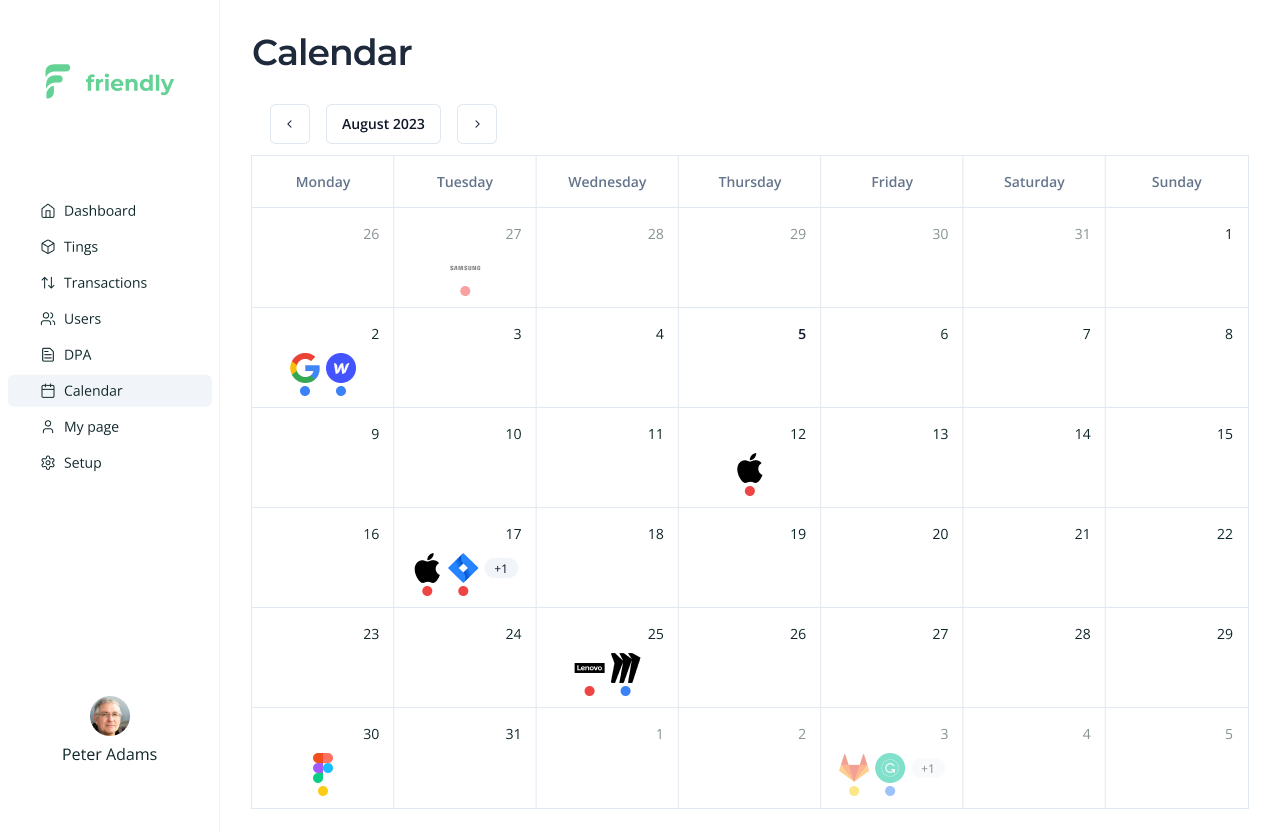 friendly
Dashboard
Tings
Transactions
Users
DPA
Calendar
My page
Setup
Peter Adams
Calendar
August 2023
Monday Tuesday Wednesday Thursday Friday Saturday Sunday
26 27 28 29 30 31 1
SAMSUNG
2 3 4 5 6 7 8
G W
9 10 11 12 13 14 15
16 17 18 19 20 21 22
+1
23 24 25 26 27 28 29
Lenovo
30 31 1 2 3 4 5
G +1